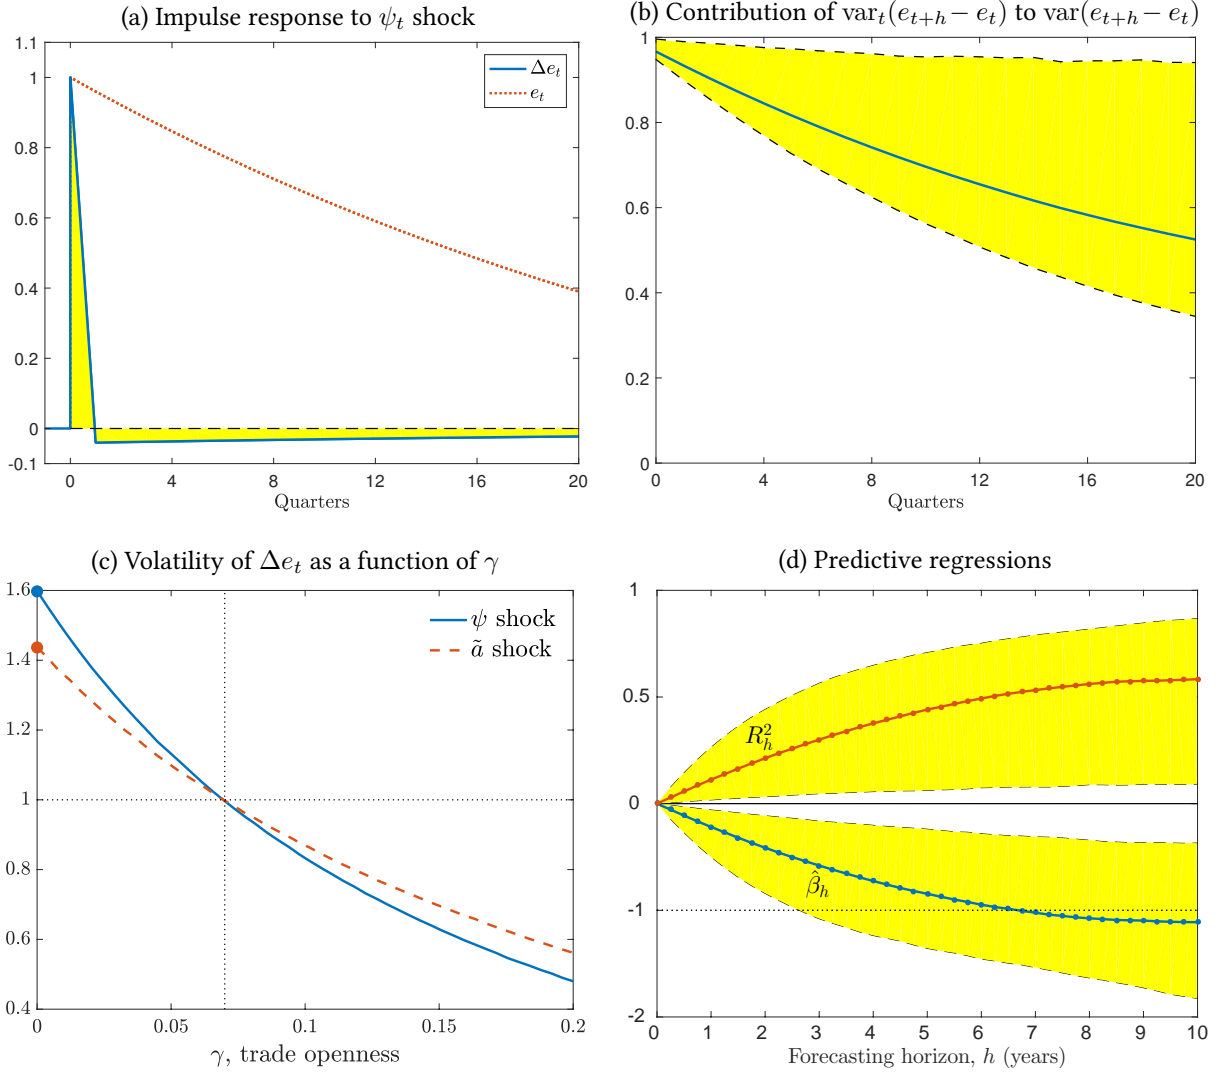 (a) Impulse response to ψₜ shock
1.1
1
0.8
0.6
0.4
0.2
0
-0.1
Δeₜ
eₜ
0 4 8 12 16 20
Quarters
(b) Contribution of varₜ(eₜ₊ₕ − eₜ) to var(eₜ₊ₕ − eₜ)
1
0.8
0.6
0.4
0.2
0
0 4 8 12 16 20
Quarters
(c) Volatility of Δeₜ as a function of γ
1.6
1.4
1.2
1
0.8
0.6
0.4
ψ shock
ã shock
0 0.05 0.1 0.15 0.2
γ, trade openness
(d) Predictive regressions
1
0.5
0
-1
-2
R²ₕ
β̂ₕ
0 1 2 3 4 5 6 7 8 9 10
Forecasting horizon, h (years)